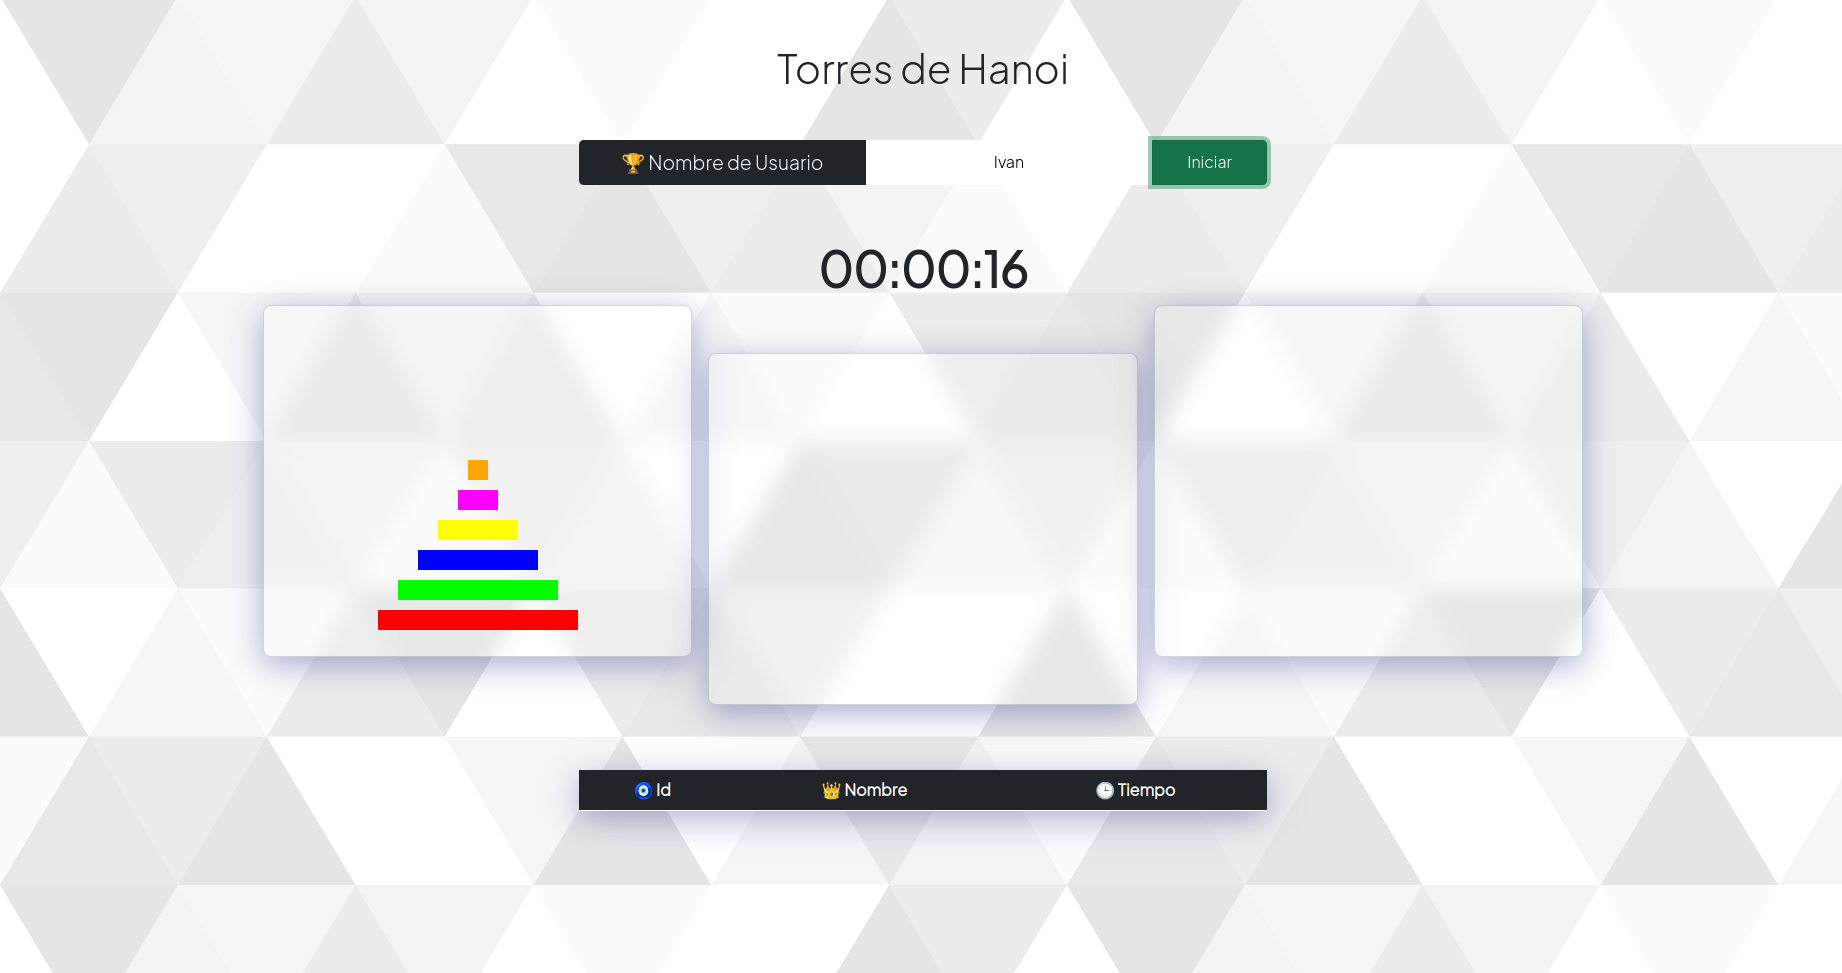 Torres de Hanoi
🏆 Nombre de Usuario Ivan Iniciar
00:00:16
🧿 Id 👑 Nombre 🕒 Tiempo